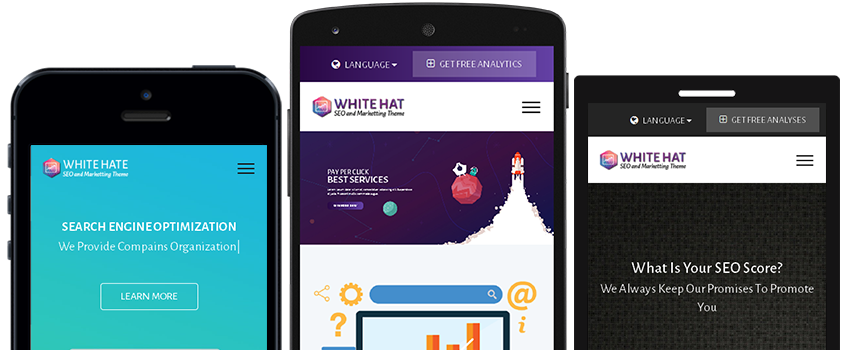 WHITE HATE
SEO and Marketting Theme
SEARCH ENGINE OPTIMIZATION
We Provide Compains Organization|
LEARN MORE
LANGUAGE
GET FREE ANALYTICS
WHITE HAT
SEO and Marketting Theme
PAY PER CLICK
BEST SERVICES
@
?
i
LANGUAGE
GET FREE ANALYSES
WHITE HAT
SEO and Marketting Theme
What Is Your SEO Score?
We Always Keep Our Promises To Promote
You